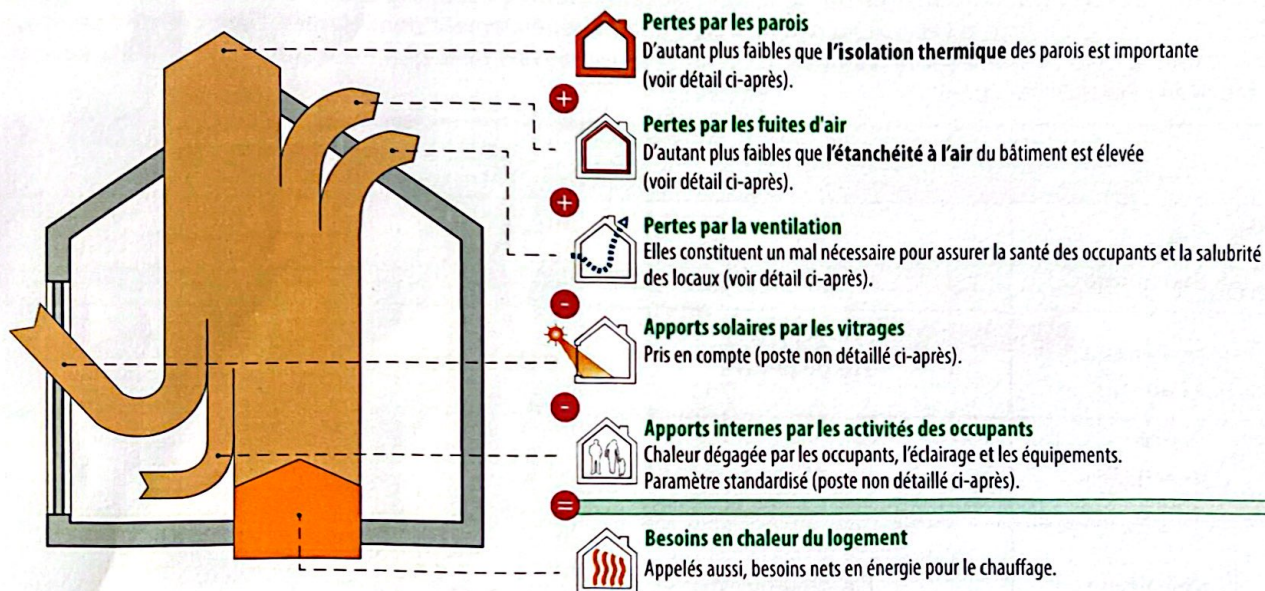 Pertes par les parois
D'autant plus faibles que l'isolation thermique des parois est importante
(voir détail ci-après).
+
Pertes par les fuites d'air
D'autant plus faibles que l'étanchéité à l'air du bâtiment est élevée
(voir détail ci-après).
+
Pertes par la ventilation
Elles constituent un mal nécessaire pour assurer la santé des occupants et la salubrité
des locaux (voir détail ci-après).
-
Apports solaires par les vitrages
Pris en compte (poste non détaillé ci-après).
-
Apports internes par les activités des occupants
Chaleur dégagée par les occupants, l'éclairage et les équipements.
Paramètre standardisé (poste non détaillé ci-après).
=
Besoins en chaleur du logement
Appelés aussi, besoins nets en énergie pour le chauffage.